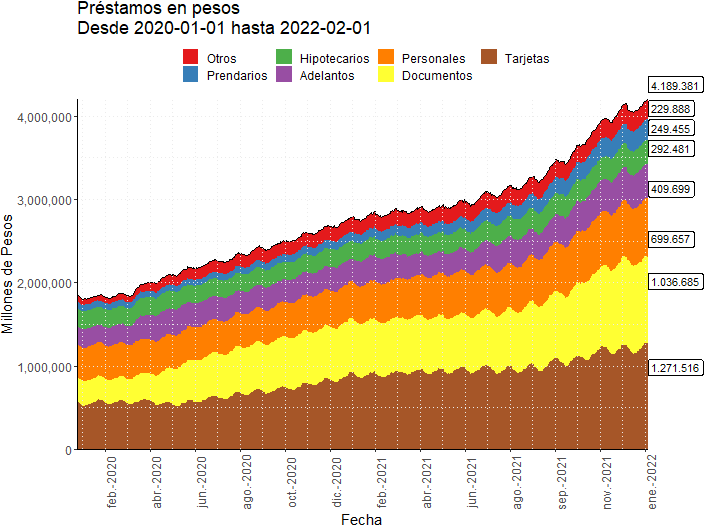 Préstamos en pesos
Desde 2020-01-01 hasta 2022-02-01
Otros Hipotecarios Personales Tarjetas
Prendarios Adelantos Documentos
4.189.381
229.888
249.455
292.481
409.699
699.657
1.036.685
1.271.516
4,000,000
3,000,000
2,000,000
1,000,000
0
Millones de Pesos
feb.-2020
abr.-2020
jun.-2020
ago.-2020
oct.-2020
dic.-2020
feb.-2021
abr.-2021
jun.-2021
ago.-2021
sep.-2021
nov.-2021
ene.-2022
Fecha